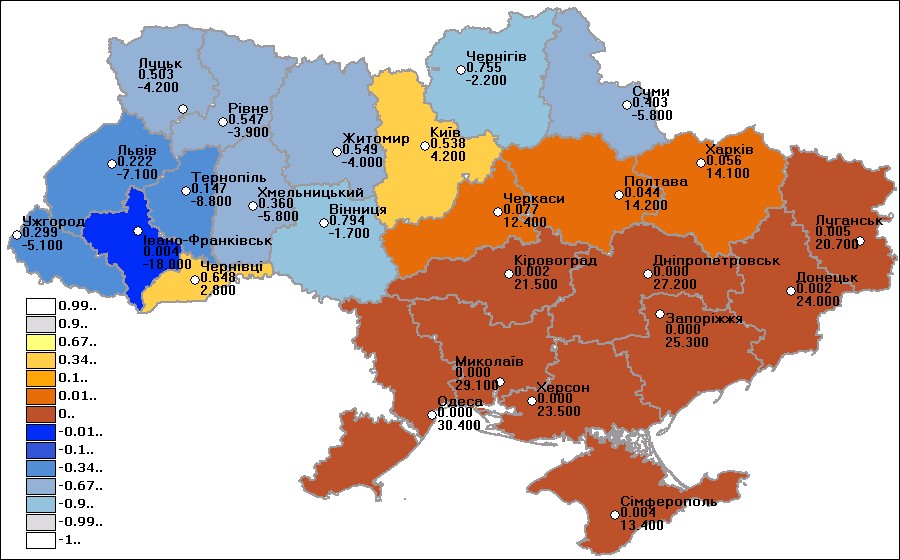 Луцьк
0.503
-4.200
Рівне
0.547
-3.900
Житомир
0.549
-4.000
Київ
0.538
4.200
Чернігів
0.755
-2.200
Суми
0.403
-5.800
Львів
0.222
-7.100
Тернопіль
0.147
-8.800
Хмельницький
0.360
-5.800
Вінниця
0.794
-1.700
Черкаси
0.077
12.400
Полтава
0.044
14.200
Харків
0.056
14.100
Ужгород
0.299
-5.100
Івано-Франківськ
0.004
-18.000
Чернівці
0.648
2.800
Кіровоград
0.002
21.500
Дніпропетровськ
0.000
27.200
Луганськ
0.005
20.700
Донецьк
0.002
24.000
Запоріжжя
0.000
25.300
Миколаїв
0.000
29.100
Херсон
0.000
23.500
Одеса
0.000
30.400
Сімферополь
0.004
13.400
0.99..
0.9..
0.67..
0.34..
0.1..
0.01..
0..
-0.01..
-0.1..
-0.34..
-0.67..
-0.9..
-0.99..
-1..